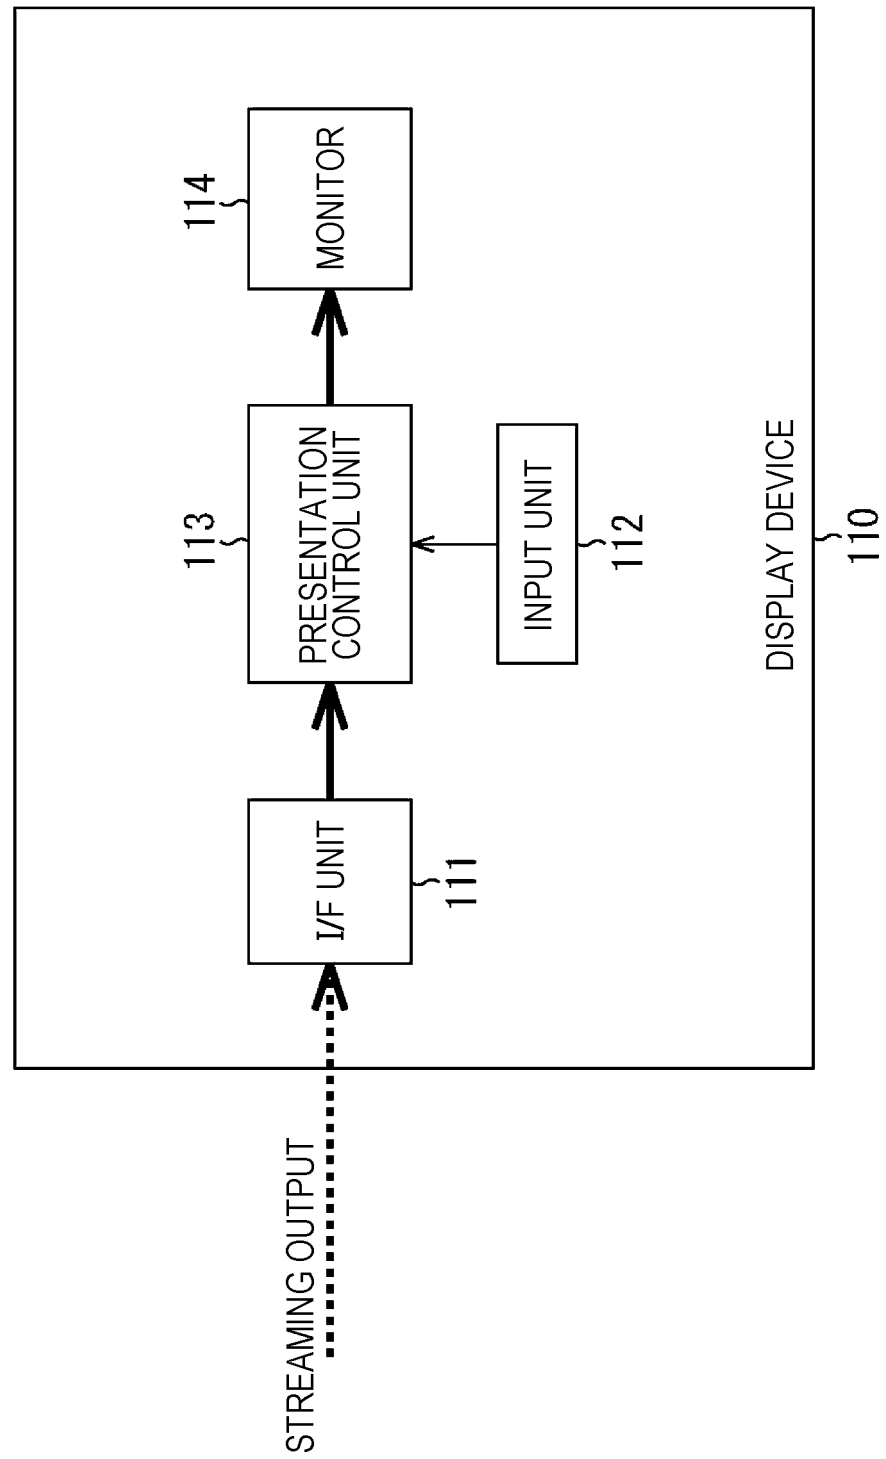 STREAMING OUTPUT
I/F UNIT
111
113
PRESENTATION
CONTROL UNIT
114
MONITOR
INPUT UNIT
112
DISPLAY DEVICE
110